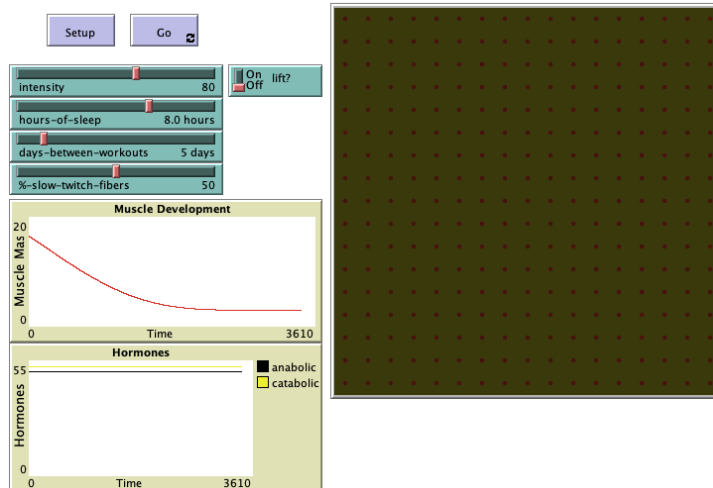 Setup
Go
intensity 80
On
Off
lift?
hours-of-sleep 8.0 hours
days-between-workouts 5 days
%-slow-twitch-fibers 50
Muscle Development
20
Muscle Mas
0
0 Time 3610
Hormones
55
Hormones
anabolic
catabolic
0
0 Time 3610